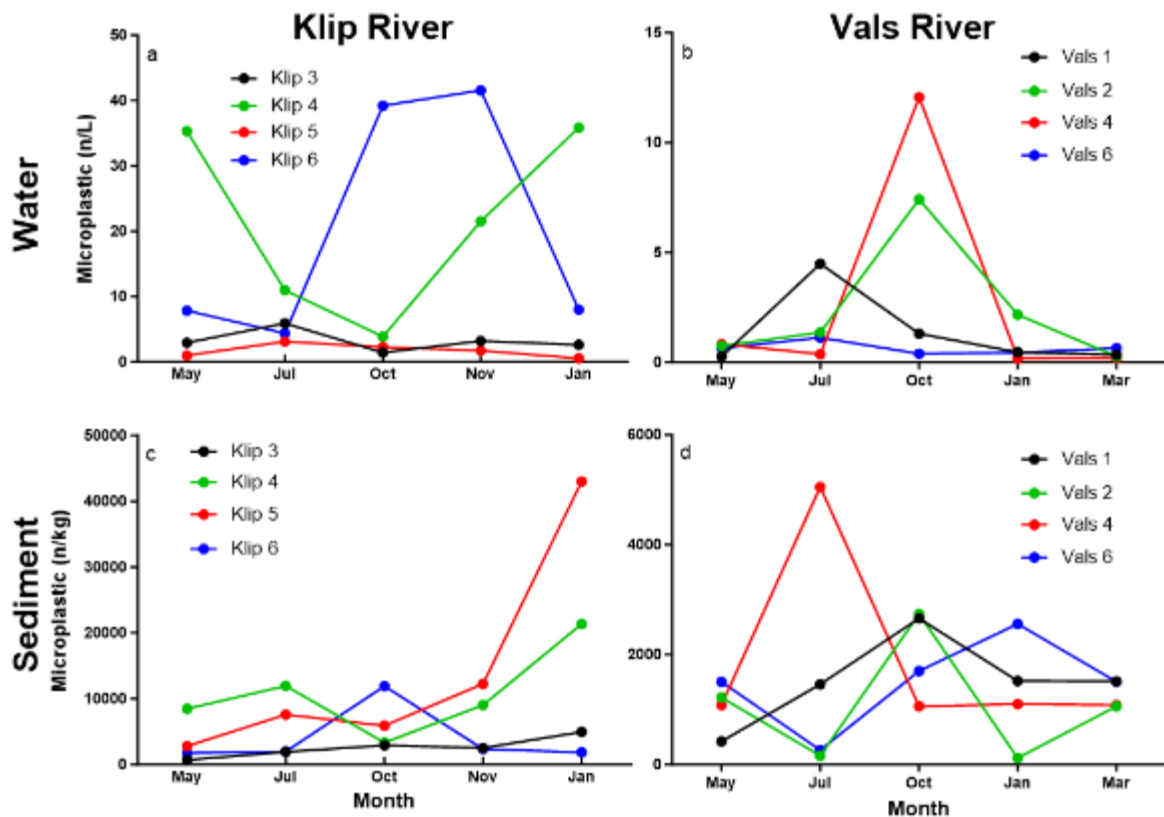 Klip River
Vals River
Water
Microplastic (n/L)
a
50
40
30
20
10
0
Klip 3
Klip 4
Klip 5
Klip 6
May Jul Oct Nov Jan
b
15
10
5
0
Vals 1
Vals 2
Vals 4
Vals 6
May Jul Oct Jan Mar
Sediment
Microplastic (n/kg)
c
50000
40000
30000
20000
10000
0
Klip 3
Klip 4
Klip 5
Klip 6
May Jul Oct Nov Jan
Month
d
6000
4000
2000
0
Vals 1
Vals 2
Vals 4
Vals 6
May Jul Oct Jan Mar
Month